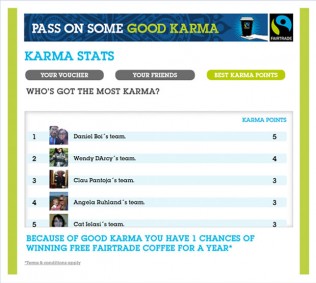 PASS ON SOME GOOD KARMA
FAIRTRADE
KARMA STATS
YOUR VOUCHER
YOUR FRIENDS
BEST KARMA POINTS
WHO'S GOT THE MOST KARMA?
KARMA POINTS
1 Daniel Boi´s team. 5
2 Wendy DArcy´s team. 4
3 Clau Pantoja´s team. 3
4 Angela Ruhland´s team. 3
5 Cat Ielasi´s team. 3
BECAUSE OF GOOD KARMA YOU HAVE 1 CHANCES OF
WINNING FREE FAIRTRADE COFFEE FOR A YEAR*
*Terms & conditions apply